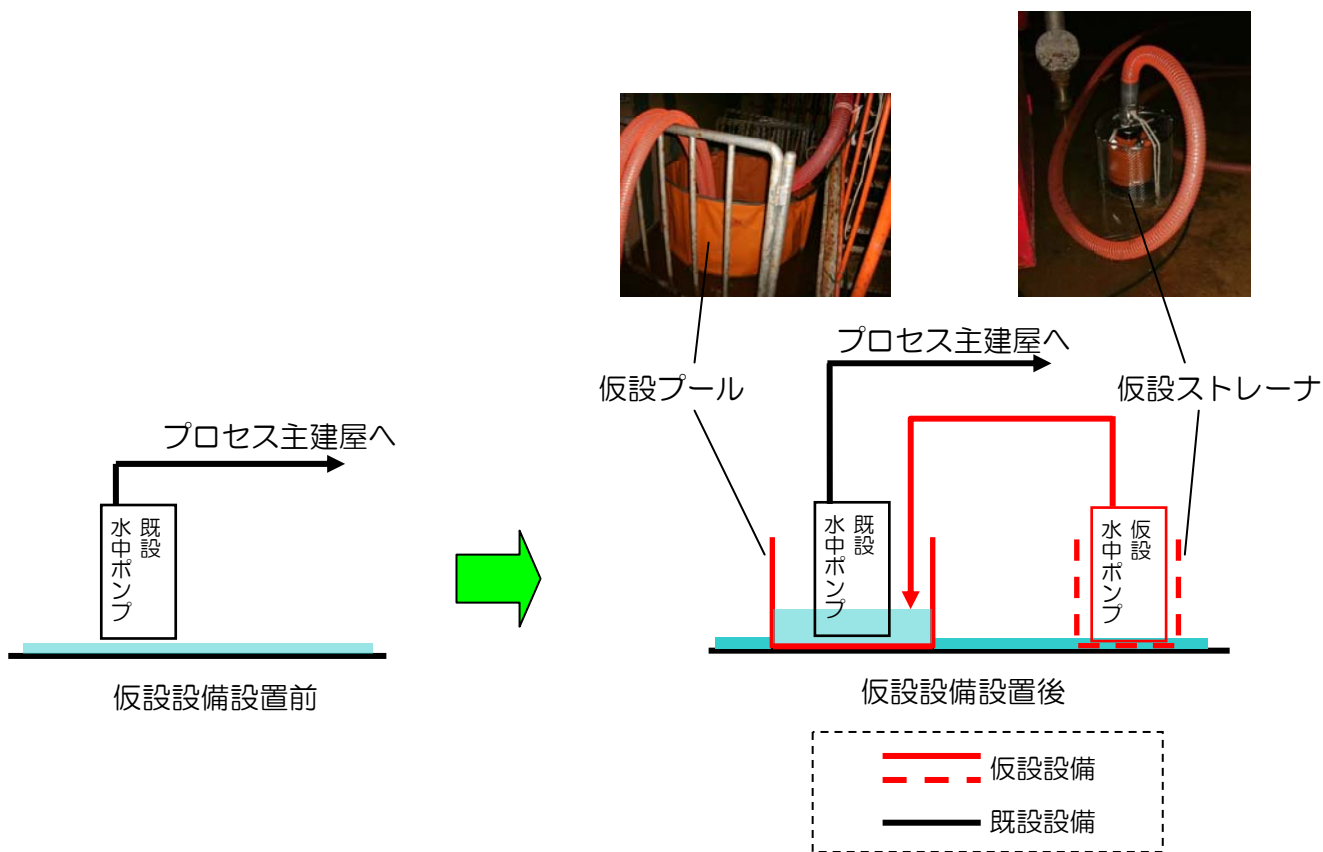 プロセス主建屋へ
既設
水中ポンプ
仮設設備設置前
仮設プール
プロセス主建屋へ
仮設ストレーナ
既設
水中ポンプ
仮設
水中ポンプ
仮設設備設置後
仮設設備
既設設備